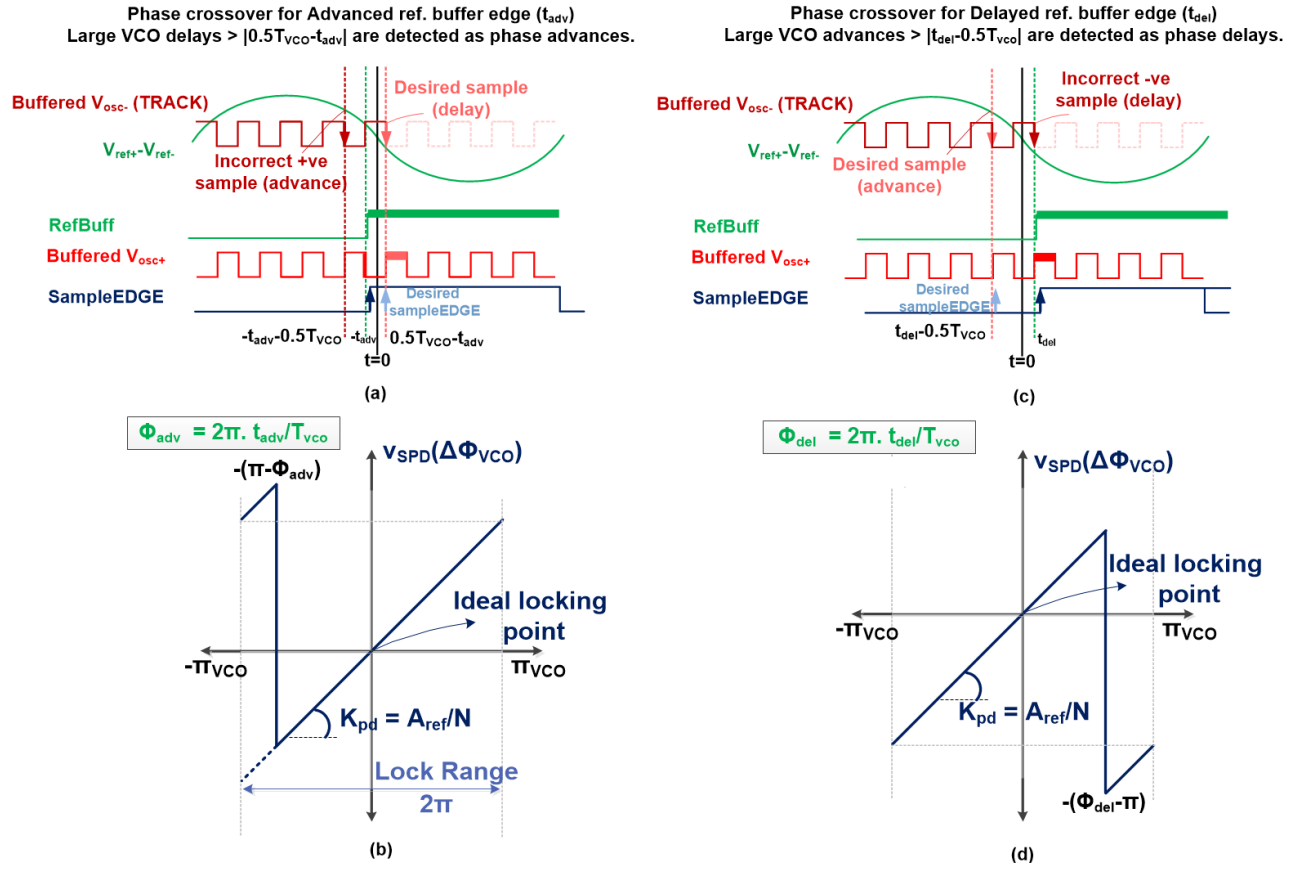 Phase crossover for Advanced ref. buffer edge (tadv)
Large VCO delays > |0.5TVCO-tadv| are detected as phase advances.
Buffered Vosc- (TRACK)
Desired sample
(delay)
Vref+-Vref-
Incorrect +ve
sample (advance)
RefBuff
Buffered Vosc+
SampleEDGE
Desired
sampleEDGE
-tadv-0.5TVCO
-tadv
0.5TVCO-tadv
t=0
(a)
Φadv = 2π. tadv/Tvco
-(π-Φadv)
vSPD(ΔΦVCO)
Ideal locking
point
-πVCO
πVCO
Kpd = Aref/N
Lock Range
2π
(b)
Phase crossover for Delayed ref. buffer edge (tdel)
Large VCO advances > |tdel-0.5Tvco| are detected as phase delays.
Buffered Vosc- (TRACK)
Incorrect -ve
sample (delay)
Vref+-Vref-
Desired sample
(advance)
RefBuff
Buffered Vosc+
SampleEDGE
Desired
sampleEDGE
tdel-0.5TVCO
tdel
t=0
(c)
Φdel = 2π. tdel/Tvco
vSPD(ΔΦVCO)
Ideal locking
point
-πVCO
πVCO
Kpd = Aref/N
-(Φdel-π)
(d)